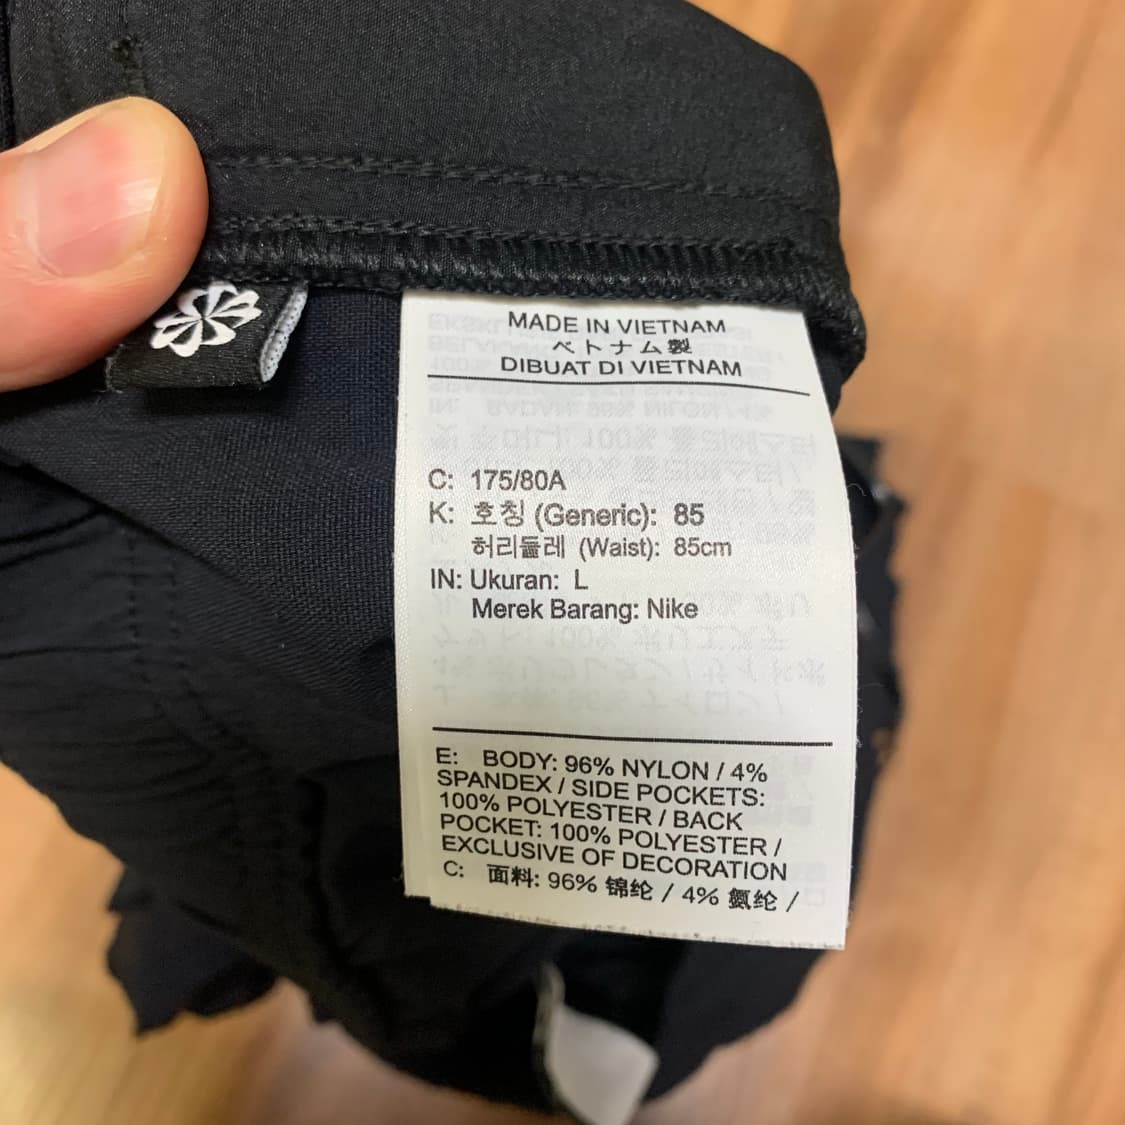 MADE IN VIETNAM
ベトナム製
DIBUAT DI VIETNAM
C: 175/80A
K: 호칭 (Generic): 85
허리둘레 (Waist): 85cm
IN: Ukuran: L
Merek Barang: Nike
E: BODY: 96% NYLON / 4%
SPANDEX / SIDE POCKETS:
100% POLYESTER / BACK
POCKET: 100% POLYESTER /
EXCLUSIVE OF DECORATION
C: 面料: 96% 锦纶 / 4% 氨纶 /